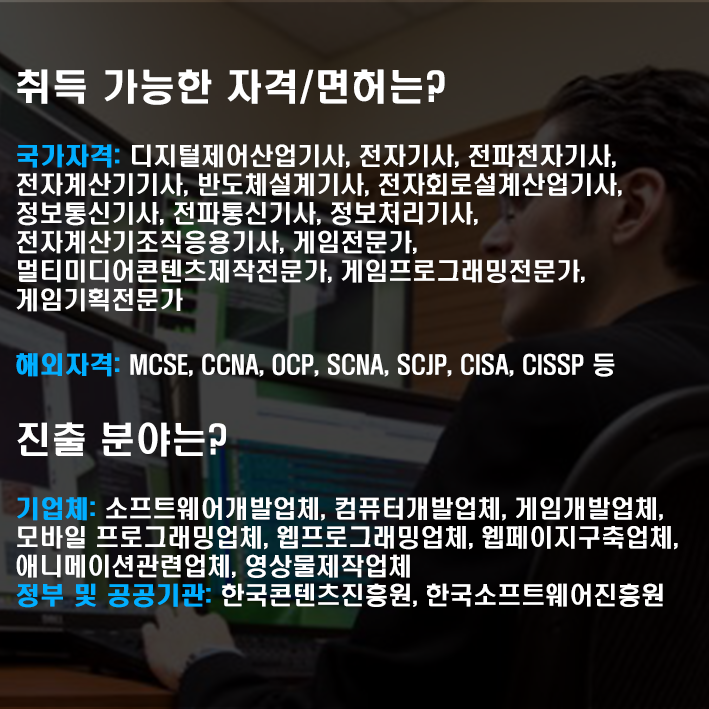 취득 가능한 자격/면허는?
국가자격: 디지털제어산업기사, 전자기사, 전파전자기사,
전자계산기기사, 반도체설계기사, 전자회로설계산업기사,
정보통신기사, 전파통신기사, 정보처리기사,
전자계산기조직응용기사, 게임전문가,
멀티미디어콘텐츠제작전문가, 게임프로그래밍전문가,
게임기획전문가
해외자격: MCSE, CCNA, OCP, SCNA, SCJP, CISA, CISSP 등
진출 분야는?
기업체: 소프트웨어개발업체, 컴퓨터개발업체, 게임개발업체,
모바일 프로그래밍업체, 웹프로그래밍업체, 웹페이지구축업체,
애니메이션관련업체, 영상물제작업체
정부 및 공공기관: 한국콘텐츠진흥원, 한국소프트웨어진흥원